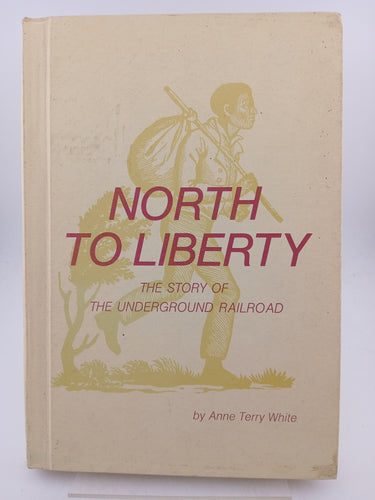 NORTH
TO LIBERTY
THE STORY OF
THE UNDERGROUND RAILROAD
by Anne Terry White